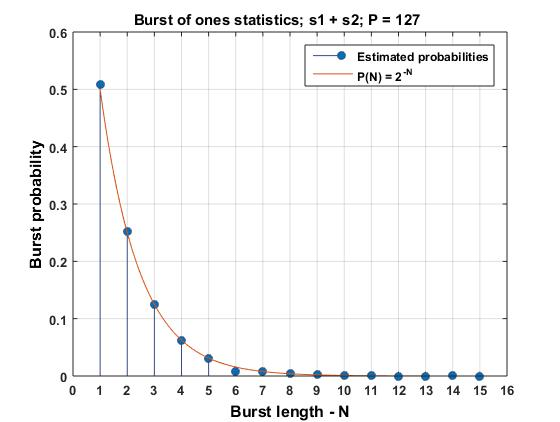 Burst of ones statistics; s1 + s2; P = 127
0.6
0.5
0.4
0.3
0.2
0.1
0
Burst probability
Estimated probabilities
P(N) = 2^-N
0 1 2 3 4 5 6 7 8 9 10 11 12 13 14 15 16
Burst length - N